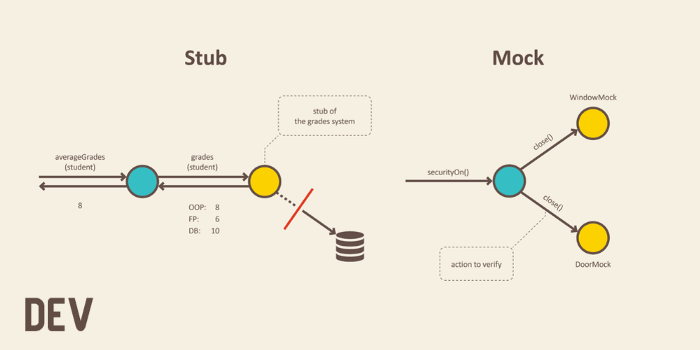 Stub
Mock
stub of
the grades system
averageGrades
(student)
grades
(student)
8
OOP: 8
FP: 6
DB: 10
WindowMock
close()
securityOn()
close()
action to verify
DoorMock
DEV